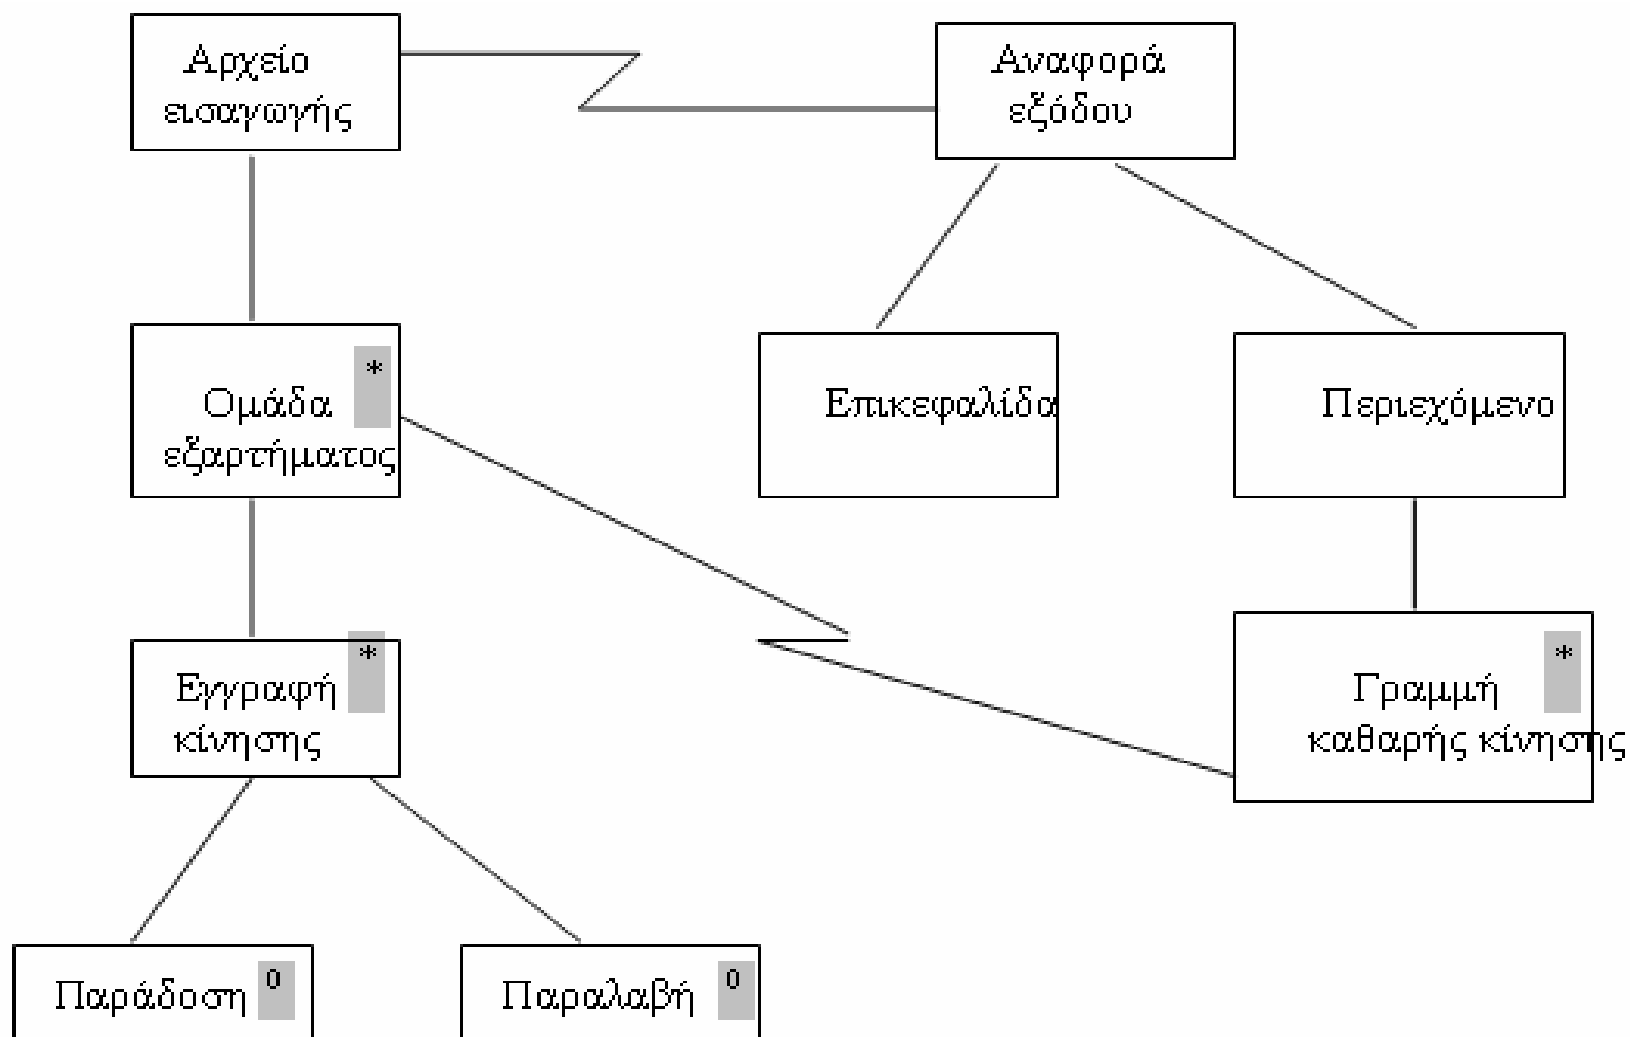 Αρχείο
εισαγωγής
Αναφορά
εξόδου
*
Ομάδα
εξαρτήματος
Επικεφαλίδα
Περιεχόμενο
*
Εγγραφή
κίνησης
*
Γραμμή
καθαρής κίνησης
Παράδοση 0
Παραλαβή 0